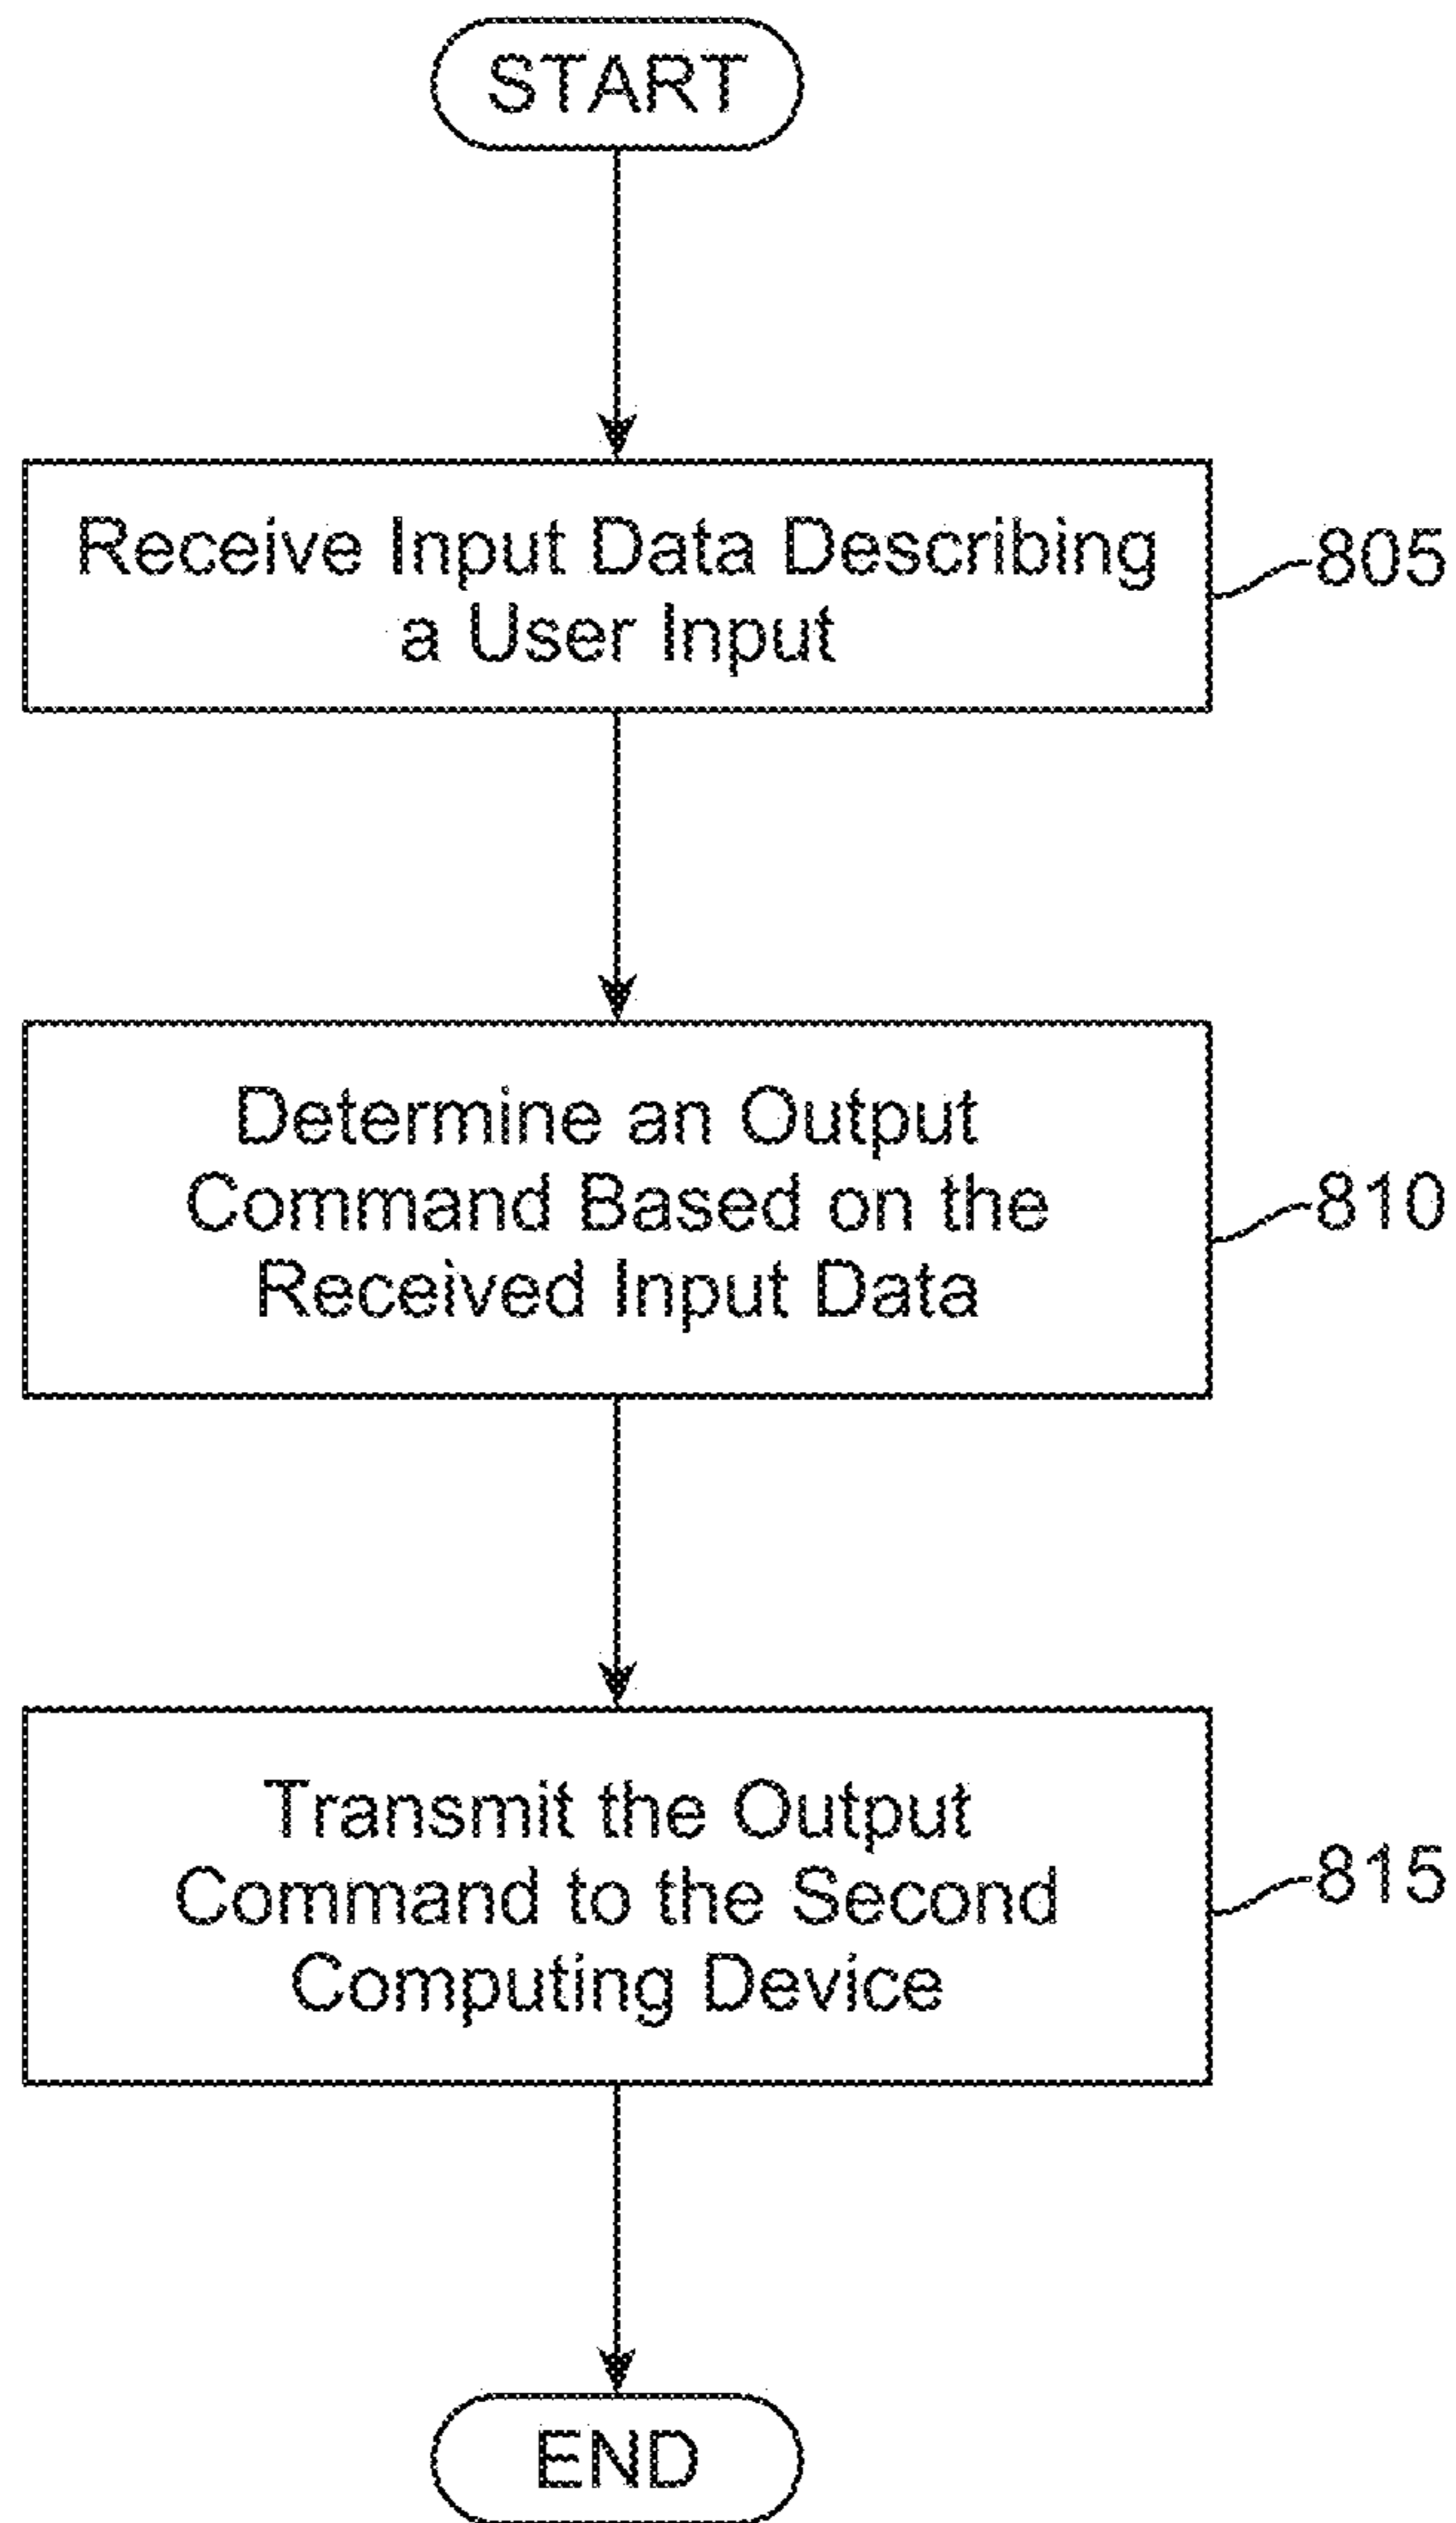 START
Receive Input Data Describing
a User Input
805
Determine an Output
Command Based on the
Received Input Data
810
Transmit the Output
Command to the Second
Computing Device
815
END